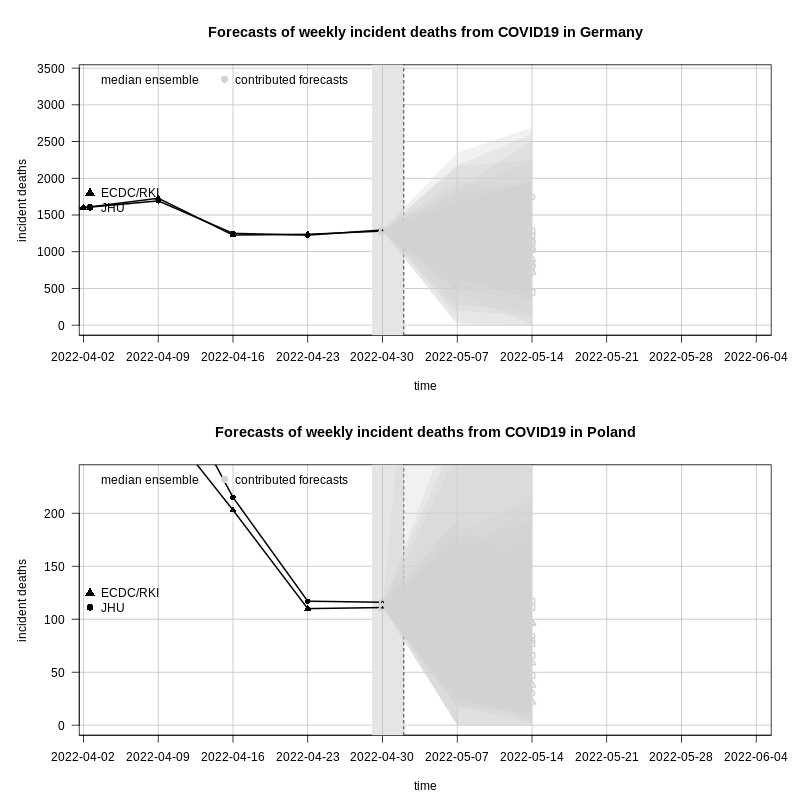 Forecasts of weekly incident deaths from COVID19 in Germany
median ensemble contributed forecasts
ECDC/RKI
JHU
incident deaths
3500
3000
2500
2000
1500
1000
500
0
2022-04-02 2022-04-09 2022-04-16 2022-04-23 2022-04-30 2022-05-07 2022-05-14 2022-05-21 2022-05-28 2022-06-04
time
Forecasts of weekly incident deaths from COVID19 in Poland
median ensemble contributed forecasts
ECDC/RKI
JHU
incident deaths
200
150
100
50
0
2022-04-02 2022-04-09 2022-04-16 2022-04-23 2022-04-30 2022-05-07 2022-05-14 2022-05-21 2022-05-28 2022-06-04
time